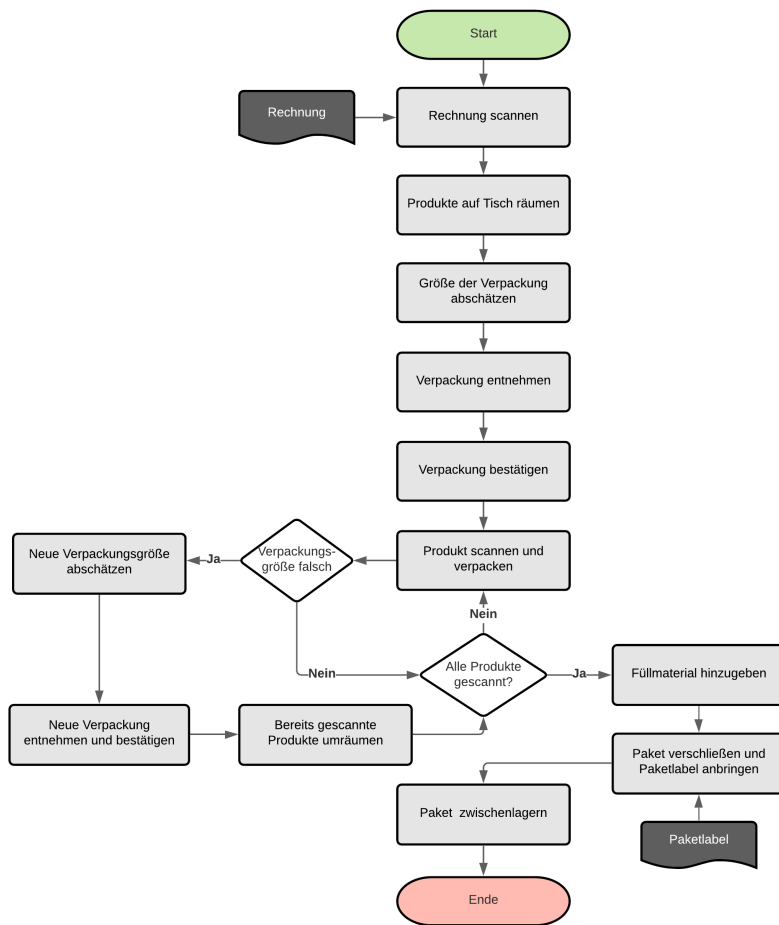 Start
Rechnung
Rechnung scannen
Produkte auf Tisch räumen
Größe der Verpackung
abschätzen
Verpackung entnehmen
Verpackung bestätigen
Produkt scannen und
verpacken
Verpackungs-
größe falsch
Ja
Neue Verpackungsgröße
abschätzen
Nein
Nein
Alle Produkte
gescannt?
Ja
Füllmaterial hinzugeben
Neue Verpackung
entnehmen und bestätigen
Bereits gescannte
Produkte umräumen
Paket verschließen und
Paketlabel anbringen
Paket zwischenlagern
Paketlabel
Ende